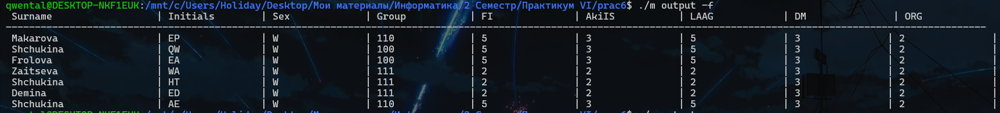 qwental@DESKTOP-NKF1EUK:/mnt/c/Users/Holiday/Desktop/Мои материалы/Информатика/2 Семестр/Практикум VI/prac6$ ./m output -f
Surname | Initials | Sex | Group | FI | AkiIS | LAAG | DM | ORG
Makarova | EP | W | 110 | 5 | 3 | 5 | 3 | 2 |
Shchukina | QW | W | 100 | 5 | 3 | 5 | 3 | 2 |
Frolova | EA | W | 100 | 5 | 3 | 5 | 3 | 2 |
Zaitseva | WA | W | 111 | 2 | 2 | 2 | 3 | 2 |
Shchukina | HT | W | 111 | 2 | 2 | 2 | 3 | 2 |
Demina | ED | W | 111 | 2 | 2 | 2 | 3 | 2 |
Shchukina | AE | W | 110 | 5 | 3 | 5 | 3 | 2 |